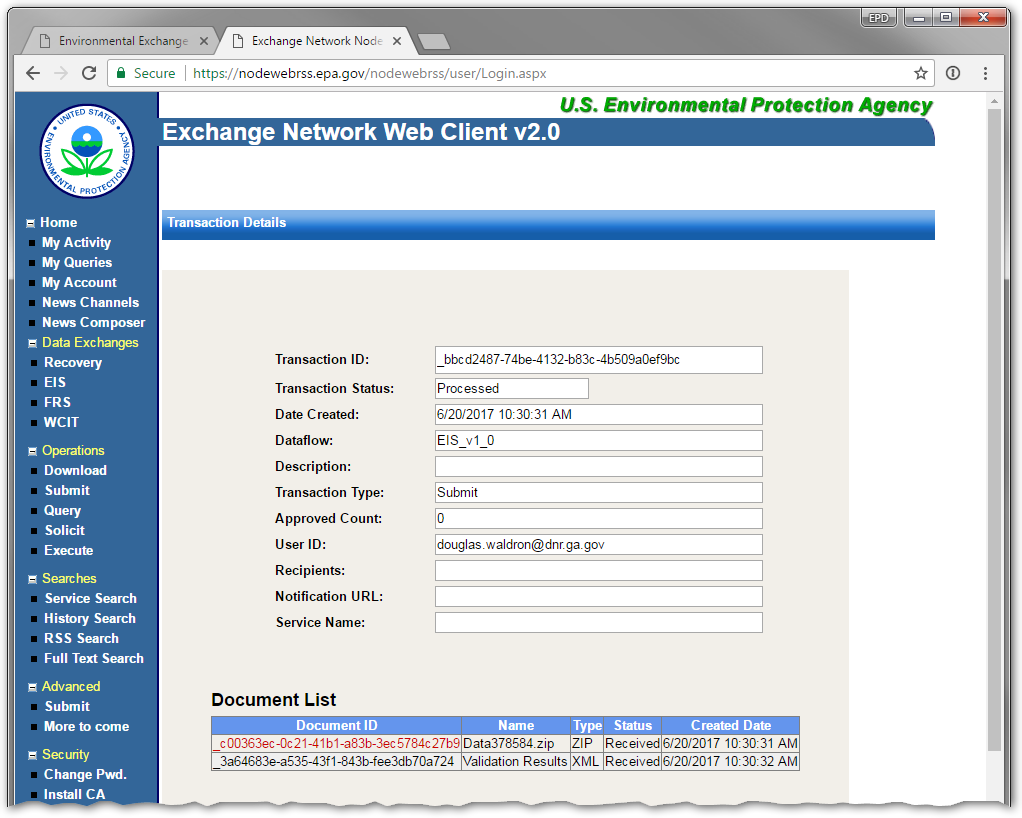 EPD
Environmental Exchange
Exchange Network Node
Secure https://nodewebrss.epa.gov/nodewebrss/user/Login.aspx
UNITED STATES
ENVIRONMENTAL PROTECTION AGENCY
U.S. Environmental Protection Agency
Exchange Network Web Client v2.0
Transaction Details
Home
My Activity
My Queries
My Account
News Channels
News Composer
Data Exchanges
Recovery
EIS
FRS
WCIT
Operations
Download
Submit
Query
Solicit
Execute
Searches
Service Search
History Search
RSS Search
Full Text Search
Advanced
Submit
More to come
Security
Change Pwd.
Install CA
Transaction ID: _bbcd2487-74be-4132-b83c-4b509a0ef9bc
Transaction Status: Processed
Date Created: 6/20/2017 10:30:31 AM
Dataflow: EIS_v1_0
Description:
Transaction Type: Submit
Approved Count: 0
User ID: douglas.waldron@dnr.ga.gov
Recipients:
Notification URL:
Service Name:
Document List
Document ID Name Type Status Created Date
_c00363ec-0c21-41b1-a83b-3ec5784c27b9 Data378584.zip ZIP Received 6/20/2017 10:30:31 AM
_3a64683e-a535-43f1-843b-fee3db70a724 Validation Results XML Received 6/20/2017 10:30:32 AM